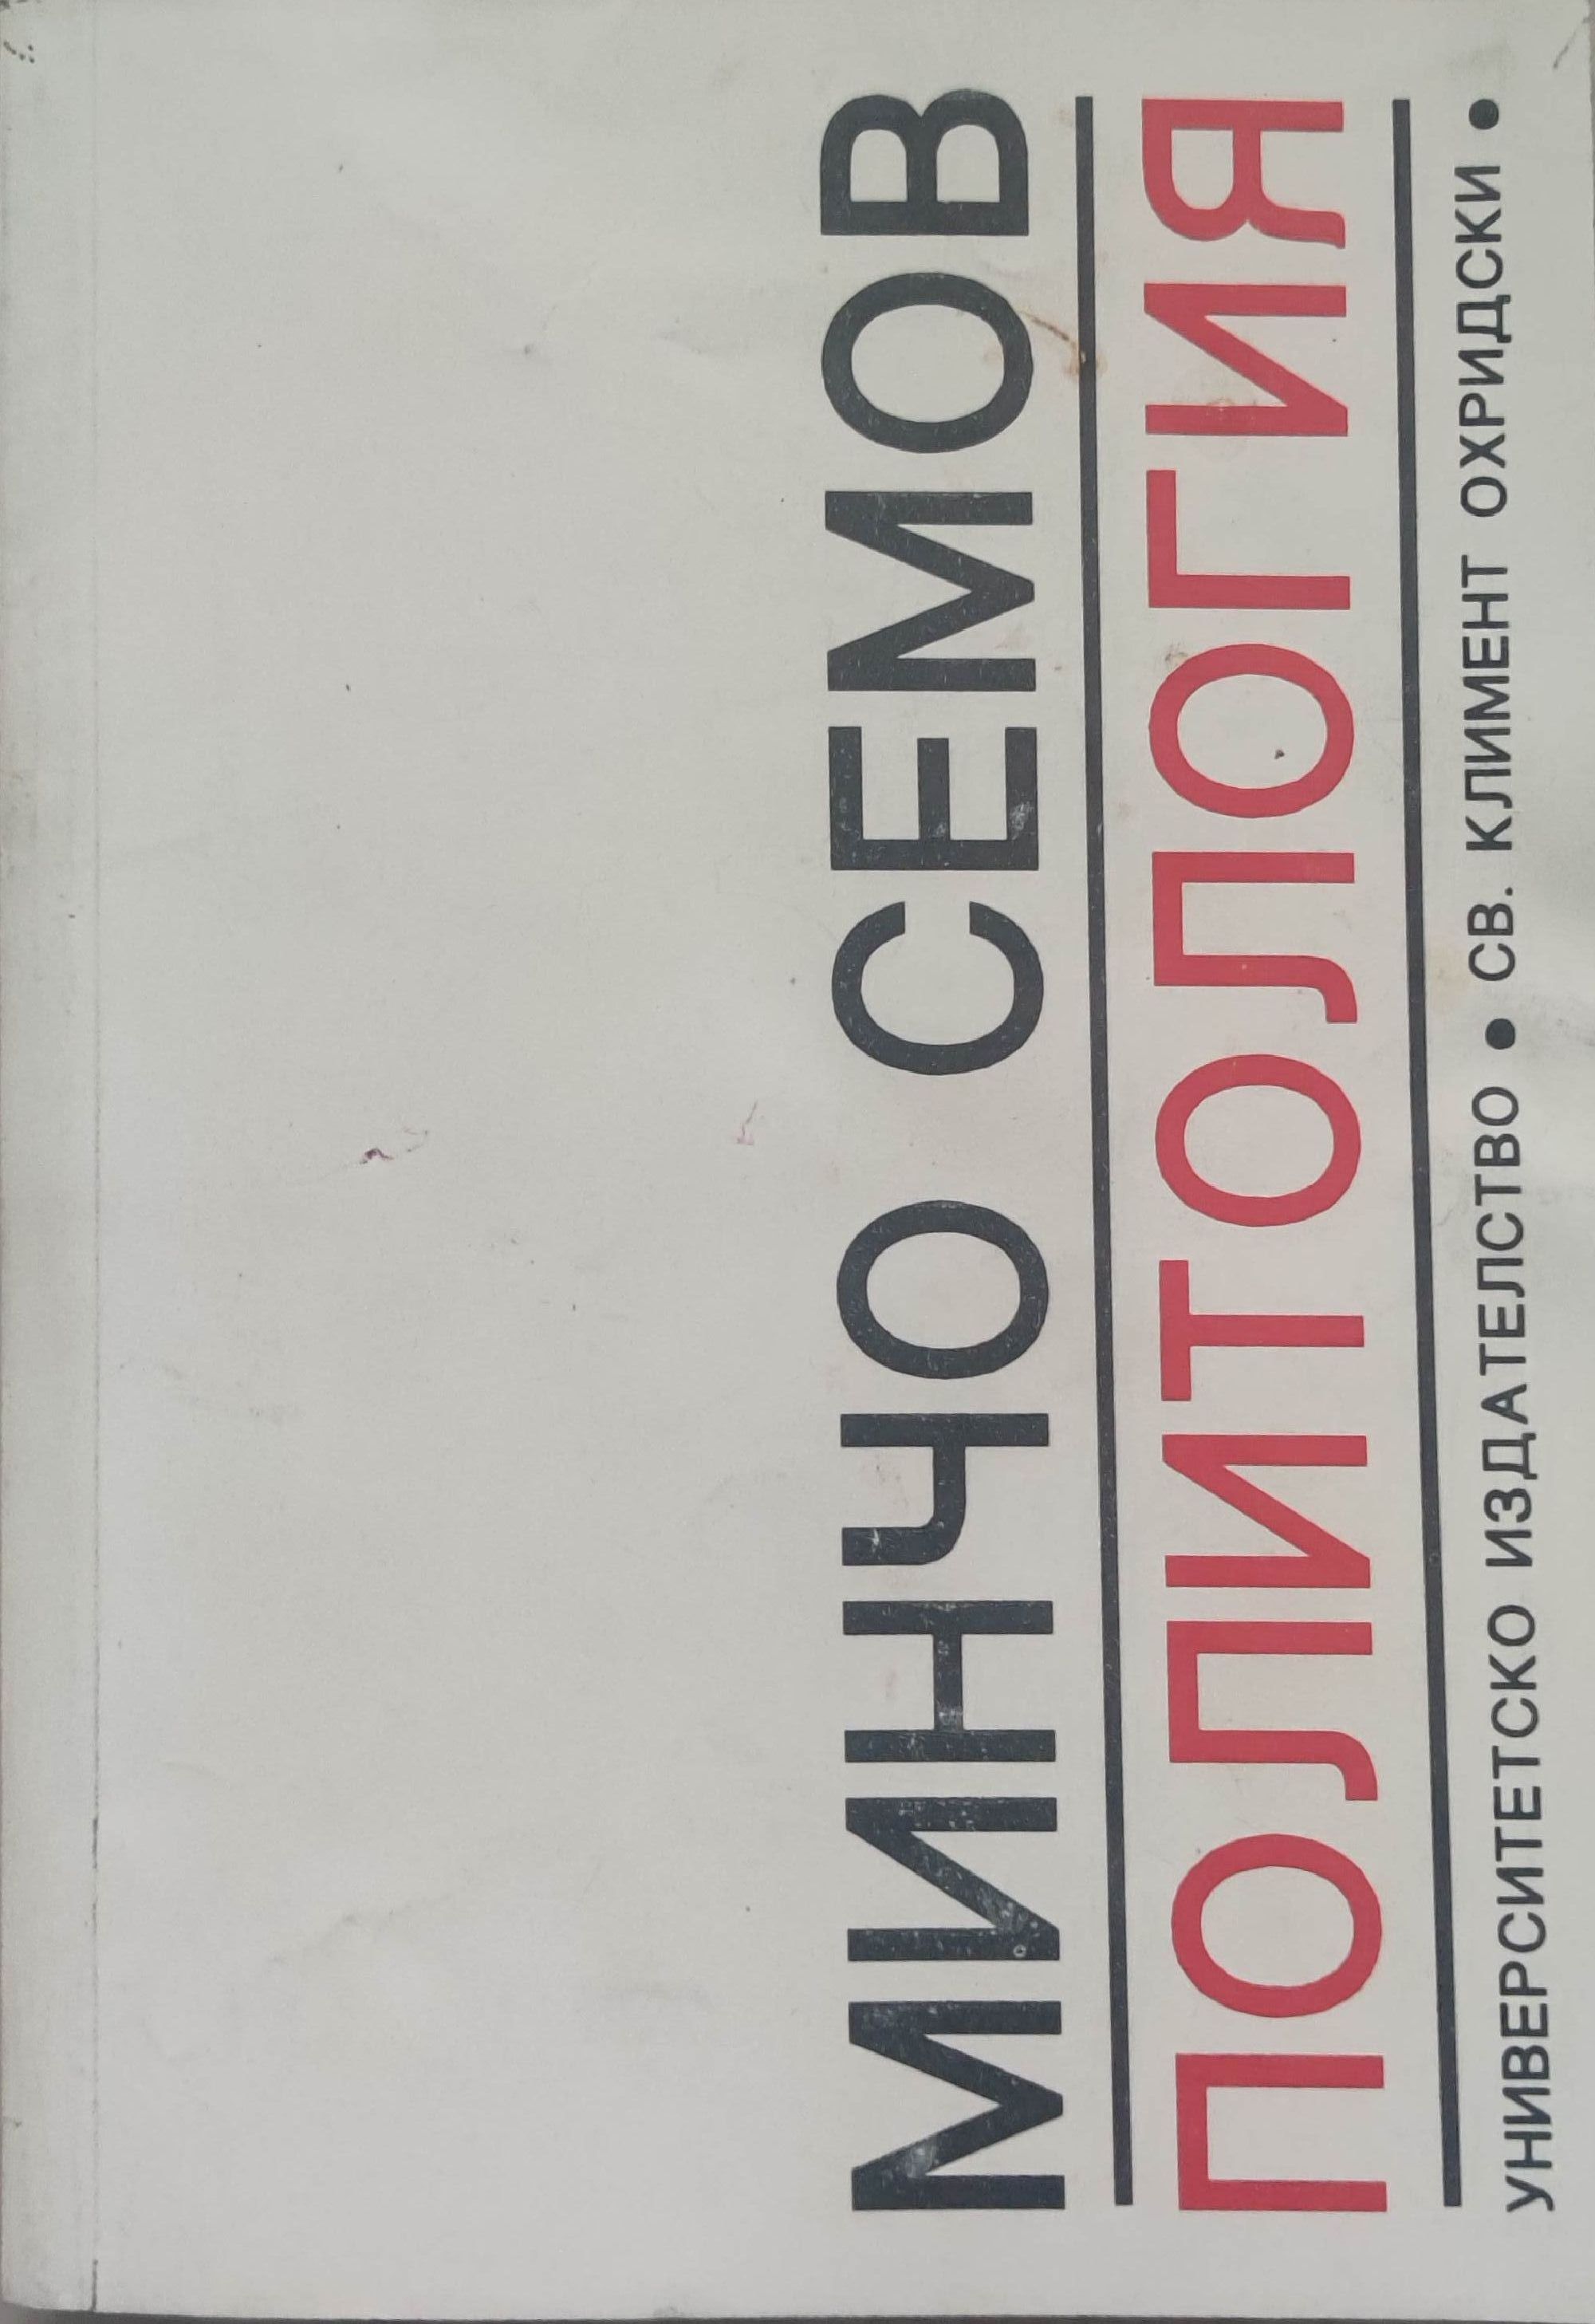 МИНЧО СЕМОВ
ПОЛИТОЛОГИЯ
УНИВЕРСИТЕТСКО ИЗДАТЕЛСТВО • СВ. КЛИМЕНТ ОХРИДСКИ •